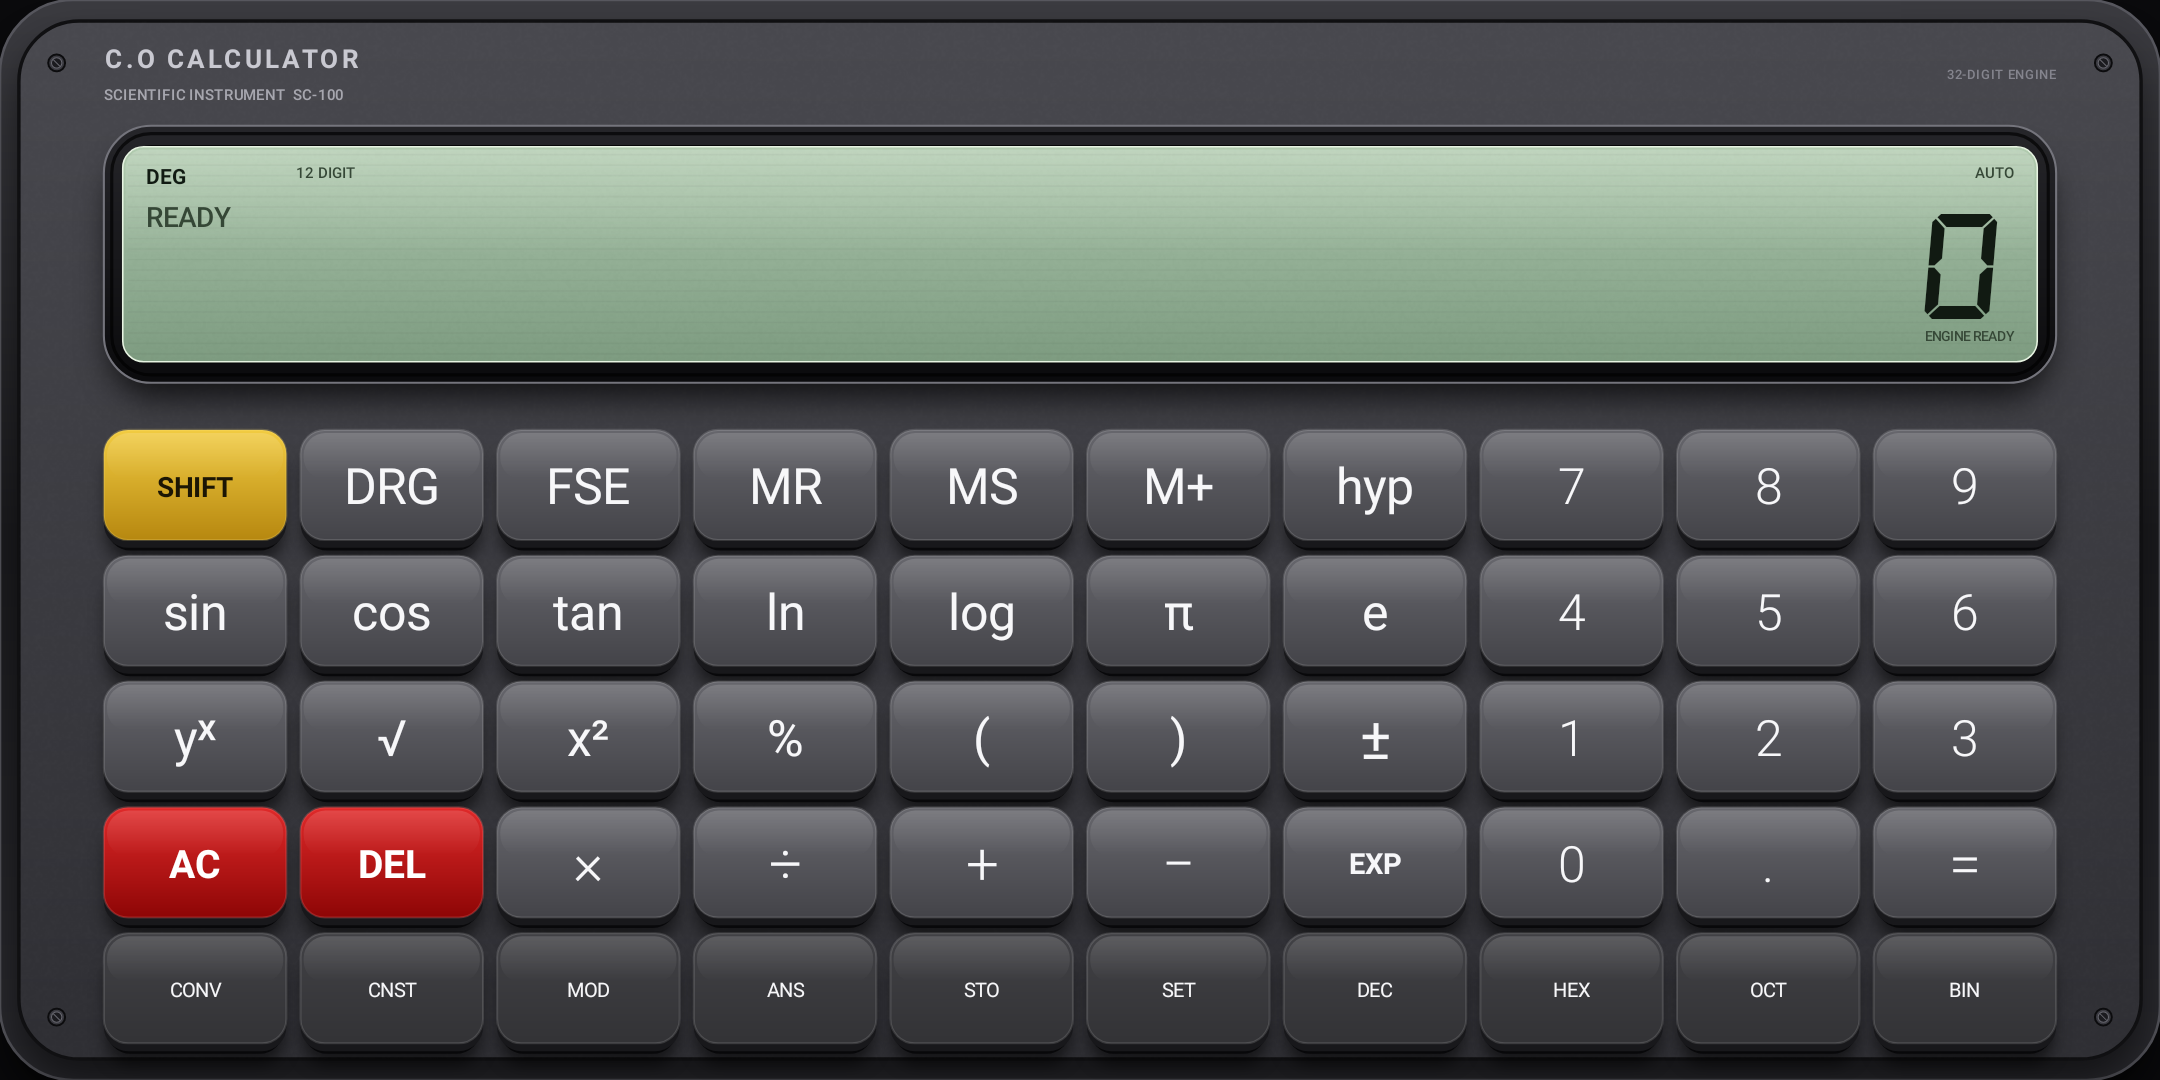 C.O CALCULATOR
SCIENTIFIC INSTRUMENT SC-100
32-DIGIT ENGINE
DEG 12 DIGIT AUTO
READY
0
ENGINE READY
SHIFT DRG FSE MR MS M+ hyp 7 8 9
sin cos tan ln log π e 4 5 6
yˣ √ x² % ( ) ± 1 2 3
AC DEL × ÷ + − EXP 0 . =
CONV CNST MOD ANS STO SET DEC HEX OCT BIN